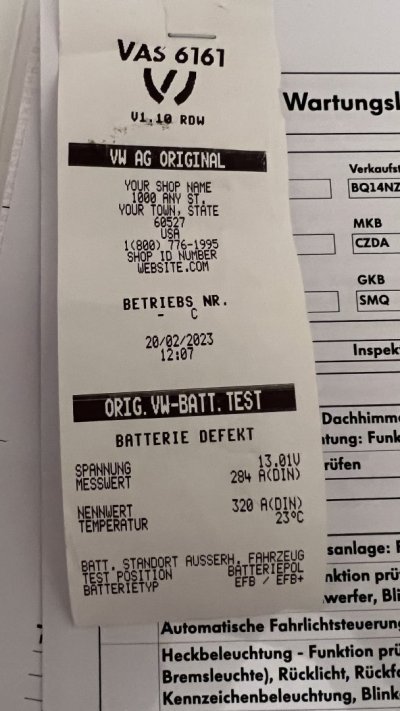 VAS 6161
V1.10 RDW
VW AG ORIGINAL
YOUR SHOP NAME
1000 ANY ST.
YOUR TOWN, STATE
60527
USA
1(800) 776-1995
SHOP ID NUMBER
WEBSITE.COM
BETRIEBS NR.
- C
20/02/2023
12:07
ORIG. VW-BATT. TEST
BATTERIE DEFEKT
SPANNUNG 13.01V
MESSWERT 284 A(DIN)
NENNWERT 320 A(DIN)
TEMPERATUR 23°C
BATT. STANDORT AUSSERH. FAHRZEUG
TEST POSITION BATTERIEPOL
BATTERIETYP EFB / EFB+
Wartungsl
Verkaufst
BQ14NZ
MKB
CZDA
GKB
SMQ
Inspek
Dachhimme
tung: Funk
rüfen
sanlage: F
nktion prü
werfer, Bli
Automatische Fahrlichtsteuerung
Heckbeleuchtung - Funktion prü
Bremsleuchte), Rücklicht, Rückfa
Kennzeichenbeleuchtung, Blink